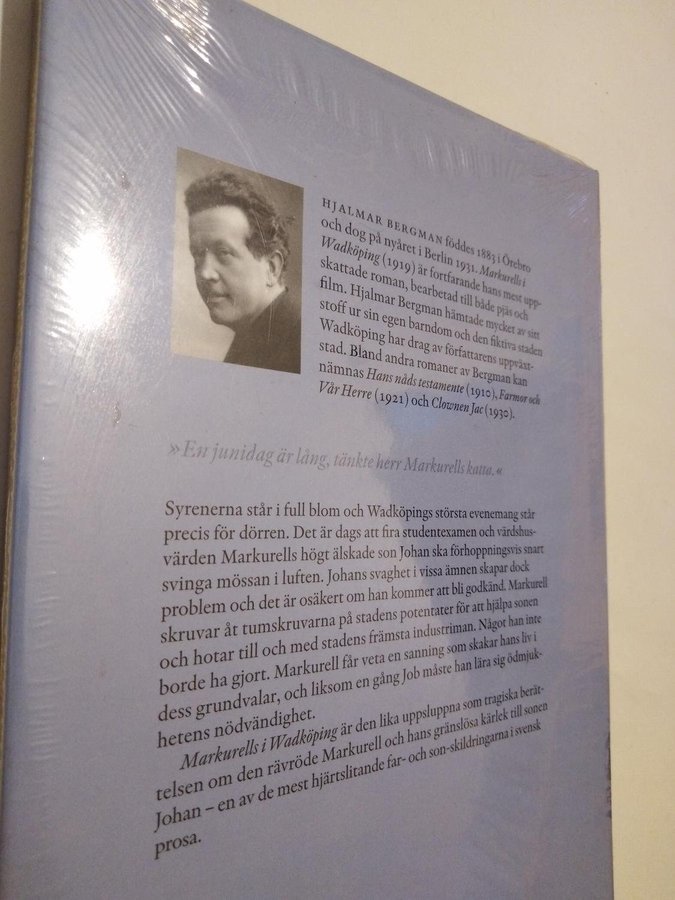 HJALMAR BERGMAN föddes 1883 i Örebro
och dog på nyåret i Berlin 1931. Markurells i
Wadköping (1919) är fortfarande hans mest upp-
skattade roman, bearbetad till både pjäs och
film. Hjalmar Bergman hämtade mycket av sitt
stoff ur sin egen barndom och den fiktiva staden
Wadköping har drag av författarens uppväxt-
stad. Bland andra romaner av Bergman kan
nämnas Hans nåds testamente (1910), Farmor och
Vår Herre (1921) och Clownen Jac (1930).
»En junidag är lång, tänkte herr Markurells katta.«
Syrenerna står i full blom och Wadköpings största evenemang står
precis för dörren. Det är dags att fira studentexamen och värdshus-
värden Markurells högt älskade son Johan ska förhoppningsvis snart
svinga mössan i luften. Johans svaghet i vissa ämnen skapar dock
problem och det är osäkert om han kommer att bli godkänd. Markurell
skruvar åt tumskruvarna på stadens potentater för att hjälpa sonen
och hotar till och med stadens främsta industriman. Något han inte
borde ha gjort. Markurell får veta en sanning som skakar hans liv i
dess grundvalar, och liksom en gång Job måste han lära sig ödmjuk-
hetens nödvändighet.
Markurells i Wadköping är den lika uppsluppna som tragiska berät-
telsen om den rävröde Markurell och hans gränslösa kärlek till sonen
Johan – en av de mest hjärtslitande far- och son-skildringarna i svensk
prosa.